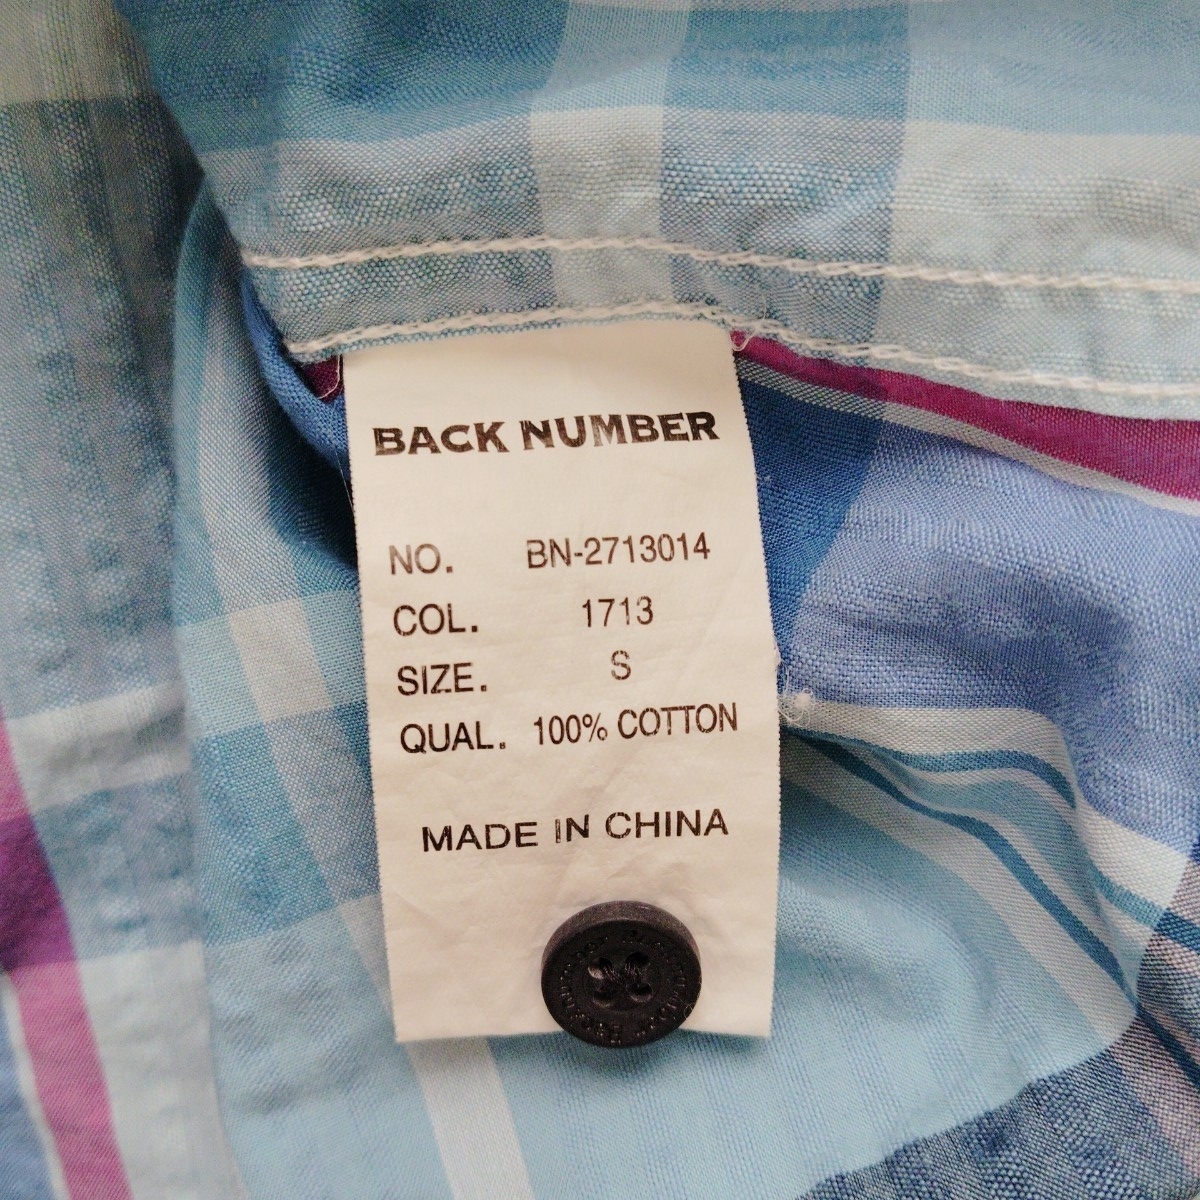 BACK NUMBER
NO. BN-2713014
COL. 1713
SIZE. S
QUAL. 100% COTTON
MADE IN CHINA